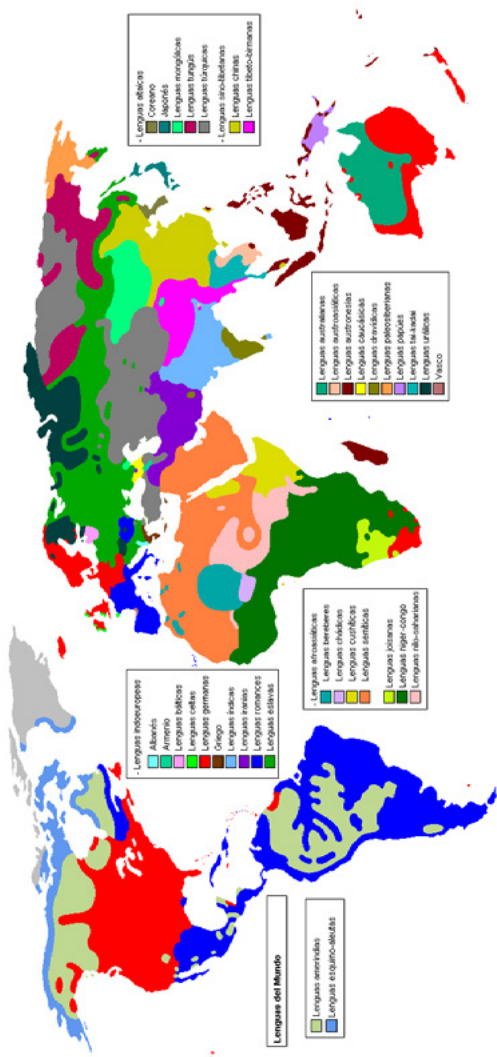 Lenguas del Mundo
Lenguas amerindias
Lenguas esquimo-aleutas
- Lenguas indoeuropeas
Albanés
Armenio
Lenguas bálticas
Lenguas celtas
Lenguas germanas
Griego
Lenguas indicas
Lenguas iranias
Lenguas romances
Lenguas eslavas
- Lenguas afroasiáticas
Lenguas bereberes
Lenguas chádicas
Lenguas cushíticas
Lenguas semíticas
Lenguas joisanas
Lenguas niger-congo
Lenguas nilo-saharianas
Lenguas australianas
Lenguas austroasiáticas
Lenguas austronesias
Lenguas caucásicas
Lenguas dravídicas
Lenguas paleosiberianas
Lenguas papúes
Lenguas tai-kadai
Lenguas urálicas
Vasco
- Lenguas altaicas
Coreano
Japonés
Lenguas mongólicas
Lenguas tungús
Lenguas túrquicas
- Lenguas sino-tibetanas
Lenguas chinas
Lenguas tibeto-birmanas